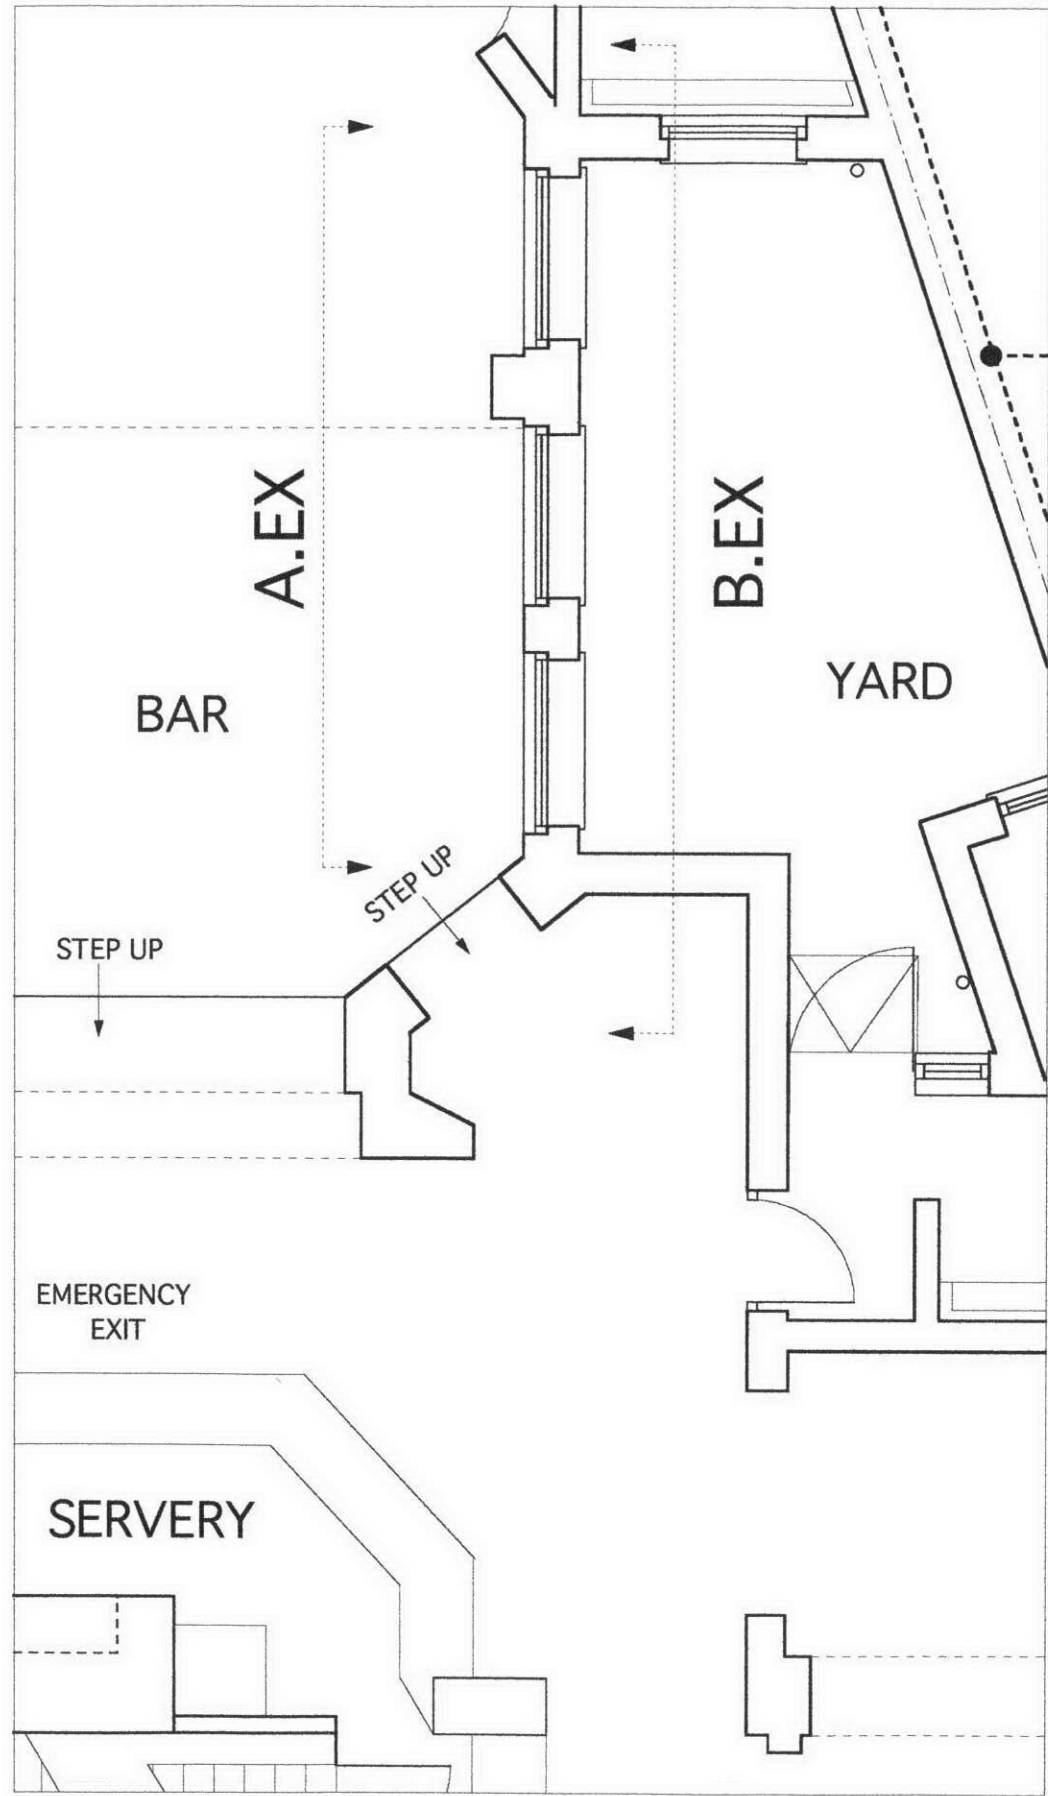 A.EX
B.EX
BAR
YARD
STEP UP
STEP UP
EMERGENCY
EXIT
SERVERY